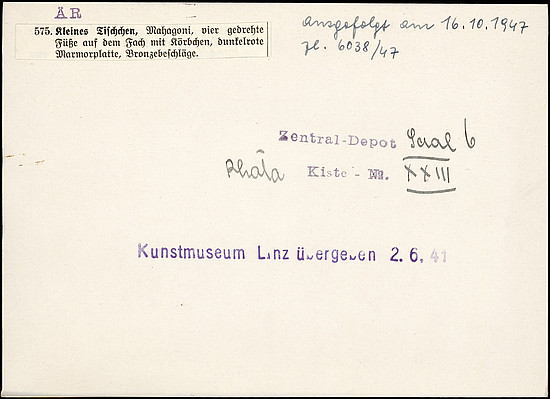 ÄR
575. Kleines Tischchen, Mahagoni, vier gedrehte
Füße auf dem Fach mit Körbchen, dunkelrote
Marmorplatte, Bronzebeschläge.
ausgefolgt am 16.10.1947
Zl. 6038/47
Zentral-Depot Saal 6
Kiste - Nr. XXIII
Kunstmuseum Linz übergeben 2. 6. 41